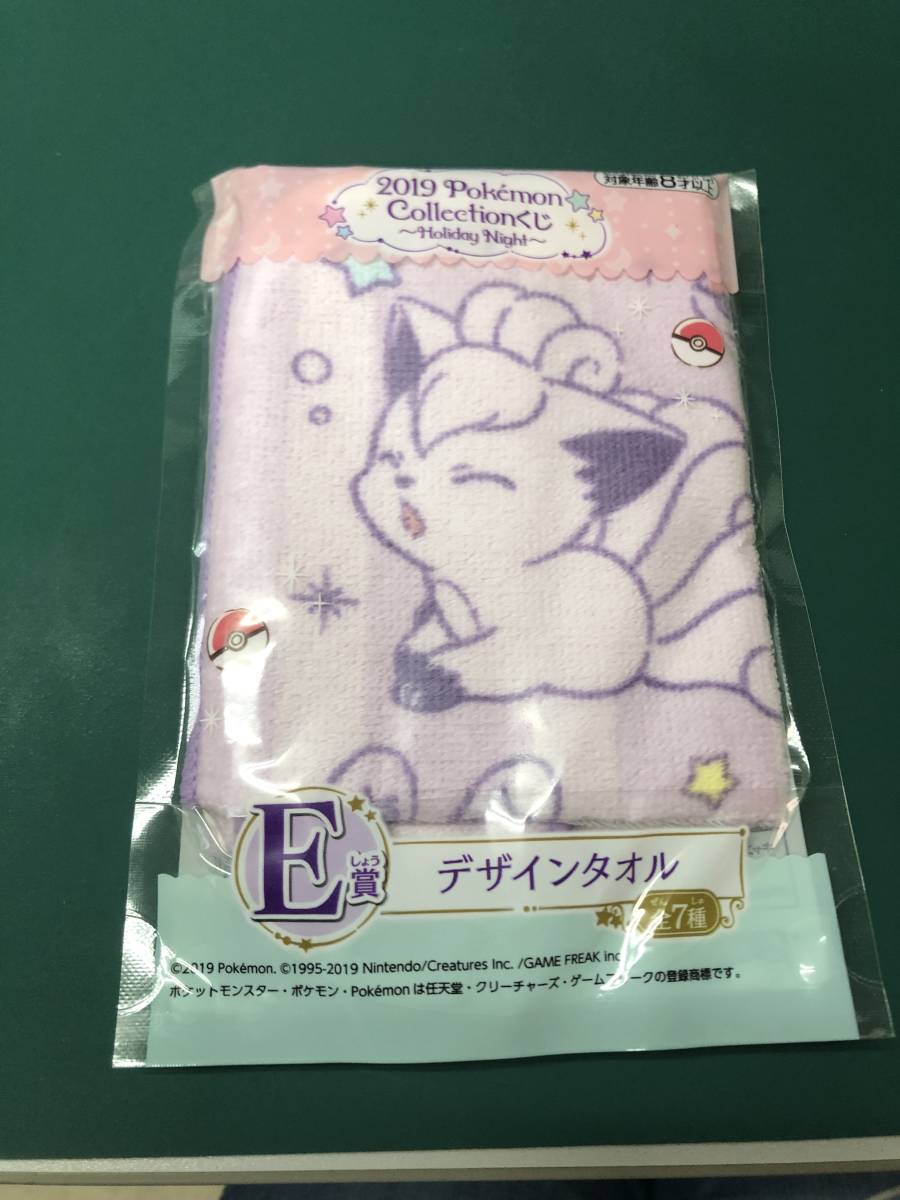 対象年齢8才以上
2019 Pokémon
Collectionくじ
~Holiday Night~
E賞
しょう
デザインタオル
ぜん しゅ
全7種
©2019 Pokémon. ©1995-2019 Nintendo/Creatures Inc. /GAME FREAK inc.
ポケットモンスター・ポケモン・Pokémonは任天堂・クリーチャーズ・ゲームフリークの登録商標です。